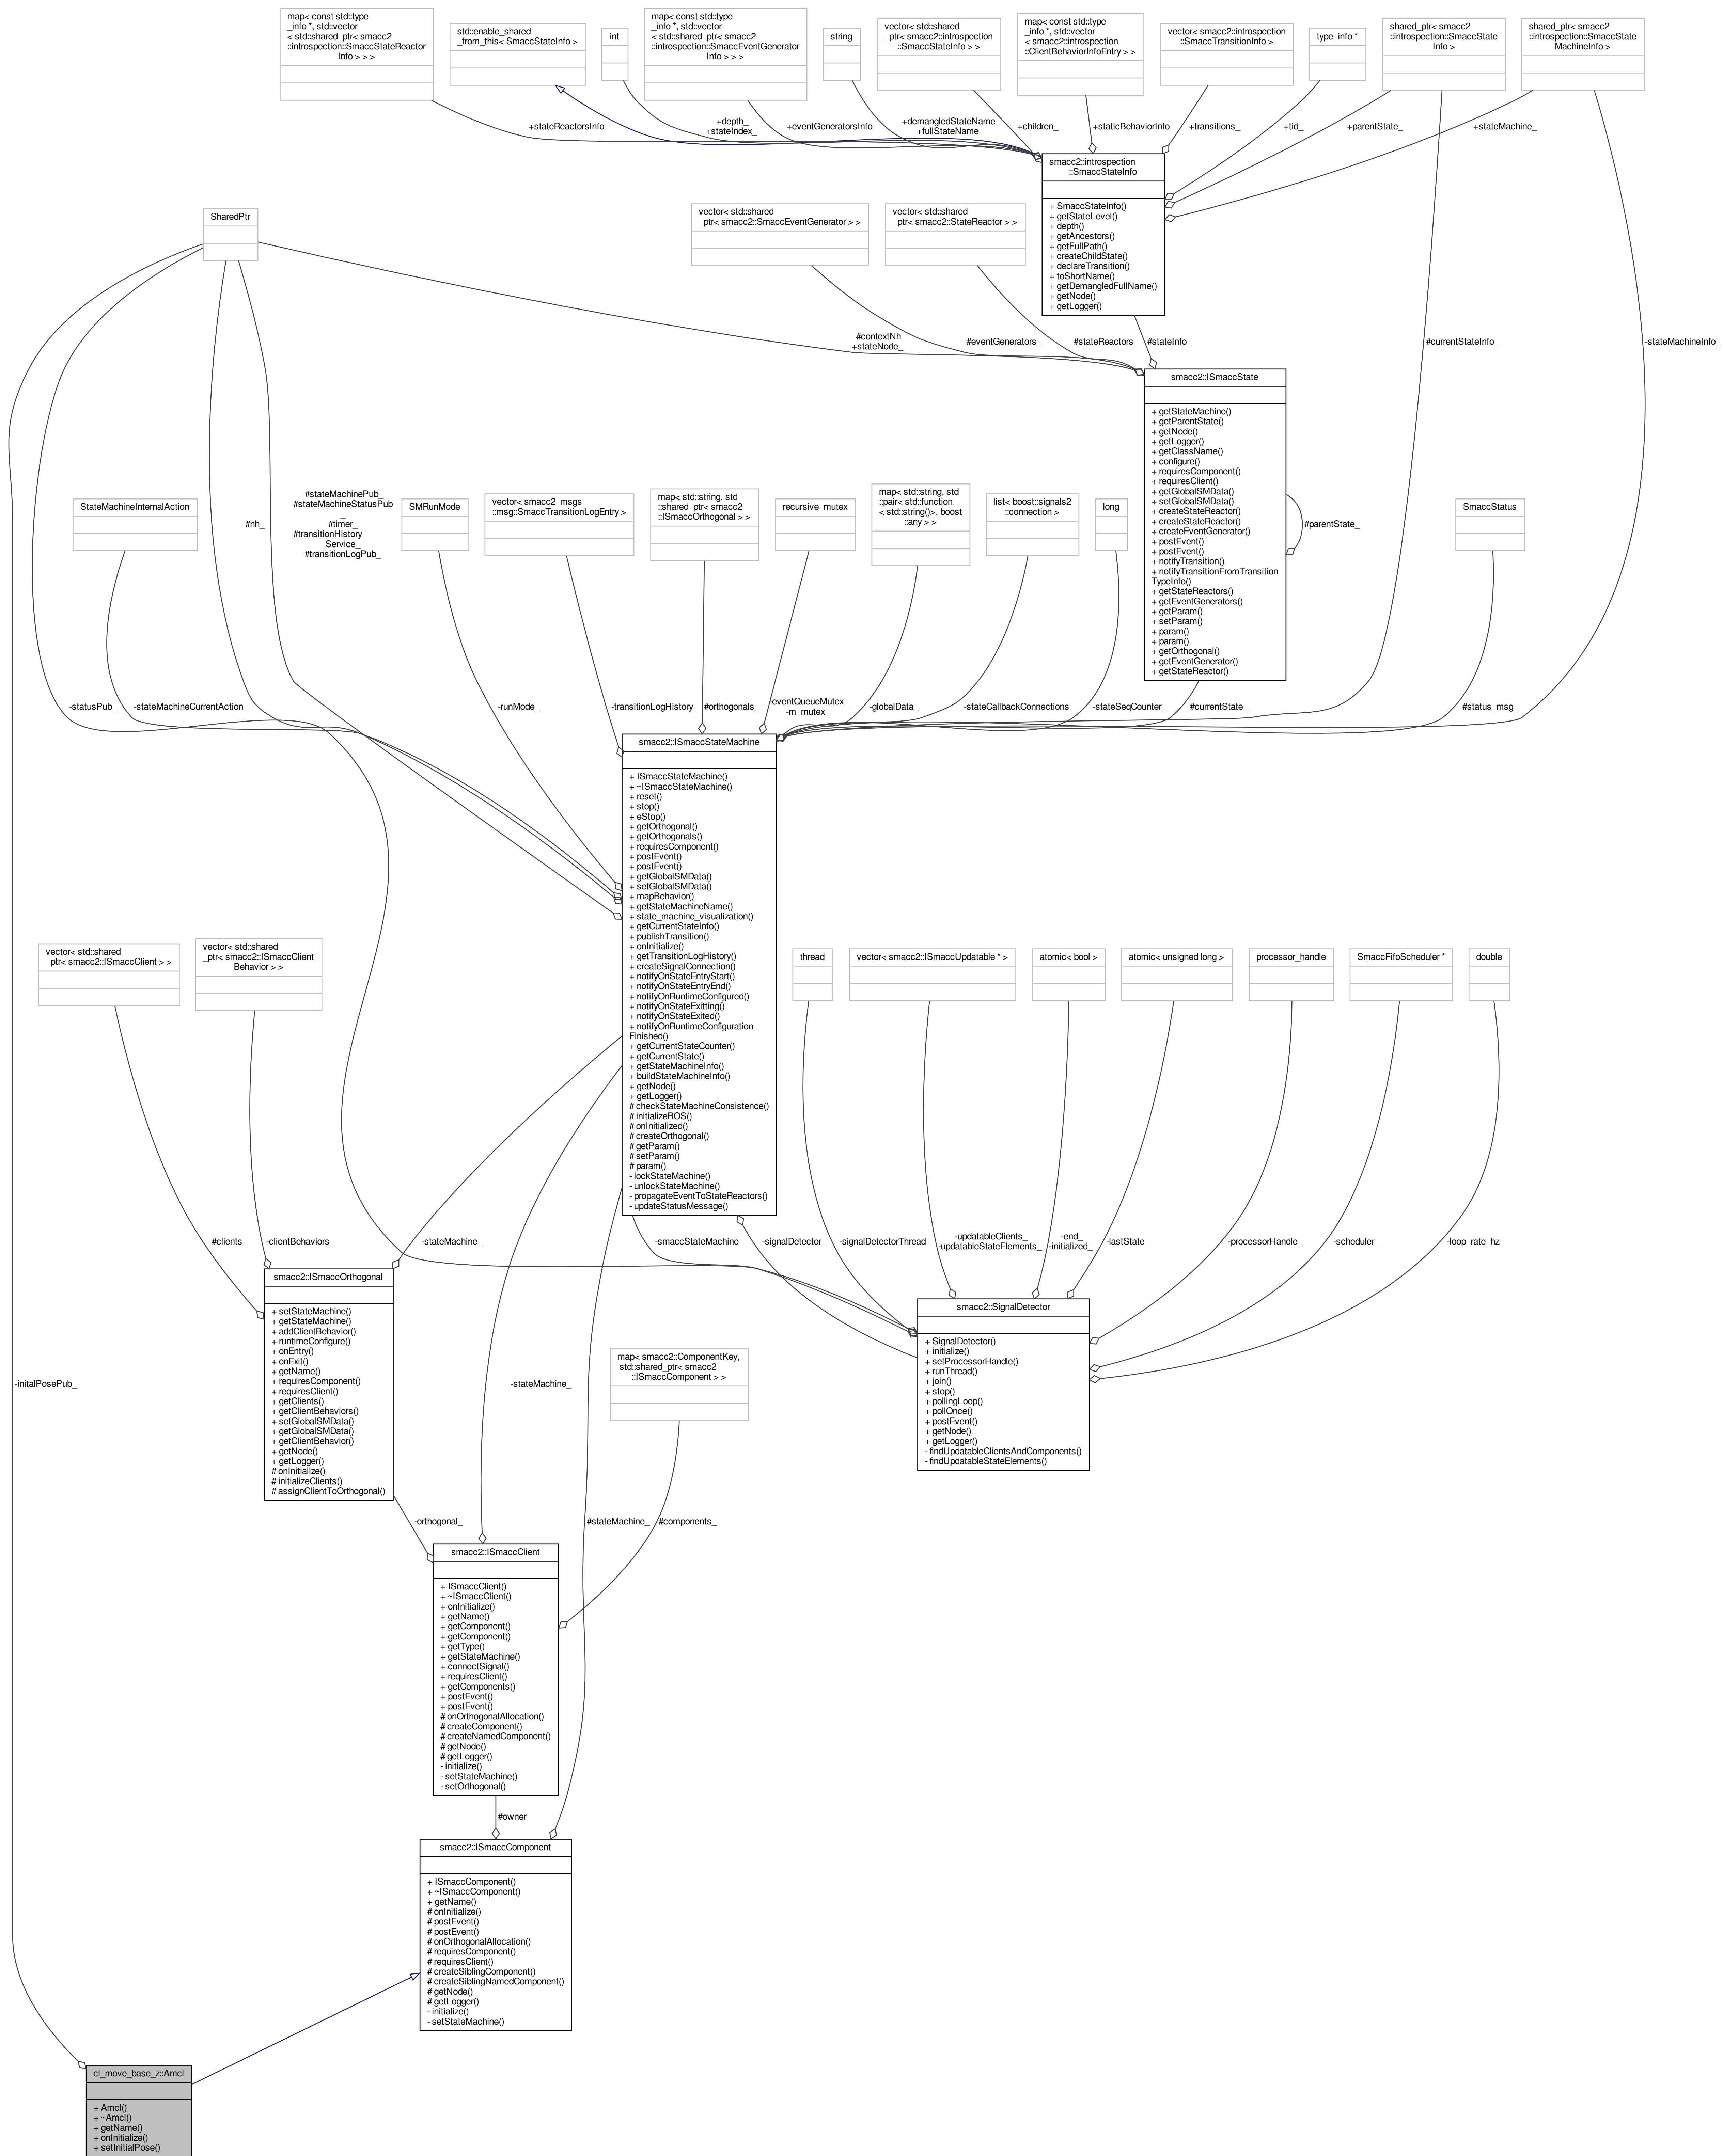 map< const std::type
_info *, std::vector
< std::shared_ptr< smacc2
::introspection::SmaccStateReactor
Info > > >
std::enable_shared
_from_this< SmaccStateInfo >
int
map< const std::type
_info *, std::vector
< std::shared_ptr< smacc2
::introspection::SmaccEventGenerator
Info > > >
string
vector< std::shared
_ptr< smacc2::introspection
::SmaccStateInfo > >
map< const std::type
_info *, std::vector
< smacc2::introspection
::ClientBehaviorInfoEntry > >
vector< smacc2::introspection
::SmaccTransitionInfo >
type_info *
shared_ptr< smacc2
::introspection::SmaccState
Info >
shared_ptr< smacc2
::introspection::SmaccState
MachineInfo >
+stateReactorsInfo
+depth_
+stateIndex_
+eventGeneratorsInfo
+demangledStateName
+fullStateName
+children_
+staticBehaviorInfo
+transitions_
+tid_
+parentState_
+stateMachine_
smacc2::introspection
::SmaccStateInfo
+ SmaccStateInfo()
+ getStateLevel()
+ depth()
+ getAncestors()
+ getFullPath()
+ createChildState()
+ declareTransition()
+ toShortName()
+ getDemangledFullName()
+ getNode()
+ getLogger()
SharedPtr
vector< std::shared
_ptr< smacc2::SmaccEventGenerator > >
vector< std::shared
_ptr< smacc2::StateReactor > >
#contextNh
+stateNode_
#eventGenerators_
#stateReactors_
#stateInfo_
#currentStateInfo_
-stateMachineInfo_
smacc2::ISmaccState
+ getStateMachine()
+ getParentState()
+ getNode()
+ getLogger()
+ getClassName()
+ configure()
+ requiresComponent()
+ requiresClient()
+ getGlobalSMData()
+ setGlobalSMData()
+ createStateReactor()
+ createStateReactor()
+ createEventGenerator()
+ postEvent()
+ postEvent()
+ notifyTransition()
+ notifyTransitionFromTransition
TypeInfo()
+ getStateReactors()
+ getEventGenerators()
+ getParam()
+ setParam()
+ param()
+ param()
+ getOrthogonal()
+ getEventGenerator()
+ getStateReactor()
#parentState_
StateMachineInternalAction
#nh_
#stateMachinePub_
#stateMachineStatusPub
_
#timer_
#transitionHistory
Service_
#transitionLogPub_
SMRunMode
vector< smacc2_msgs
::msg::SmaccTransitionLogEntry >
map< std::string, std
::shared_ptr< smacc2
::ISmaccOrthogonal > >
recursive_mutex
map< std::string, std
::pair< std::function
< std::string()>, boost
::any > >
list< boost::signals2
::connection >
long
SmaccStatus
-statusPub_
-stateMachineCurrentAction
-runMode_
-transitionLogHistory_
#orthogonals_
-eventQueueMutex_
-m_mutex_
-globalData_
-stateCallbackConnections
-stateSeqCounter_
#currentState_
#status_msg_
smacc2::ISmaccStateMachine
+ ISmaccStateMachine()
+ ~ISmaccStateMachine()
+ reset()
+ stop()
+ eStop()
+ getOrthogonal()
+ getOrthogonals()
+ requiresComponent()
+ postEvent()
+ postEvent()
+ getGlobalSMData()
+ setGlobalSMData()
+ mapBehavior()
+ getStateMachineName()
+ state_machine_visualization()
+ getCurrentStateInfo()
+ publishTransition()
+ onInitialize()
+ getTransitionLogHistory()
+ createSignalConnection()
+ notifyOnStateEntryStart()
+ notifyOnStateEntryEnd()
+ notifyOnRuntimeConfigured()
+ notifyOnStateExitting()
+ notifyOnStateExited()
+ notifyOnRuntimeConfiguration
Finished()
+ getCurrentStateCounter()
+ getCurrentState()
+ getStateMachineInfo()
+ buildStateMachineInfo()
+ getNode()
+ getLogger()
# checkStateMachineConsistence()
# initializeROS()
# onInitialized()
# createOrthogonal()
# getParam()
# setParam()
# param()
- lockStateMachine()
- unlockStateMachine()
- propagateEventToStateReactors()
- updateStatusMessage()
vector< std::shared
_ptr< smacc2::ISmaccClient > >
vector< std::shared
_ptr< smacc2::ISmaccClient
Behavior > >
thread
vector< smacc2::ISmaccUpdatable * >
atomic< bool >
atomic< unsigned long >
processor_handle
SmaccFifoScheduler *
double
#clients_
-clientBehaviors_
-stateMachine_
-smaccStateMachine_
-signalDetector_
-signalDetectorThread_
-updatableClients_
-updatableStateElements_
-end_
-initialized_
-lastState_
-processorHandle_
-scheduler_
-loop_rate_hz
smacc2::ISmaccOrthogonal
+ setStateMachine()
+ getStateMachine()
+ addClientBehavior()
+ runtimeConfigure()
+ onEntry()
+ onExit()
+ getName()
+ requiresComponent()
+ requiresClient()
+ getClients()
+ getClientBehaviors()
+ setGlobalSMData()
+ getGlobalSMData()
+ getClientBehavior()
+ getNode()
+ getLogger()
# onInitialize()
# initializeClients()
# assignClientToOrthogonal()
smacc2::SignalDetector
+ SignalDetector()
+ initialize()
+ setProcessorHandle()
+ runThread()
+ join()
+ stop()
+ pollingLoop()
+ pollOnce()
+ postEvent()
+ getNode()
+ getLogger()
- findUpdatableClientsAndComponents()
- findUpdatableStateElements()
map< smacc2::ComponentKey,
std::shared_ptr< smacc2
::ISmaccComponent > >
-initalPosePub_
-stateMachine_
-orthogonal_
#stateMachine_
#components_
smacc2::ISmaccClient
+ ISmaccClient()
+ ~ISmaccClient()
+ onInitialize()
+ getName()
+ getComponent()
+ getComponent()
+ getType()
+ getStateMachine()
+ connectSignal()
+ requiresClient()
+ getComponents()
+ postEvent()
+ postEvent()
# onOrthogonalAllocation()
# createComponent()
# createNamedComponent()
# getNode()
# getLogger()
- initialize()
- setStateMachine()
- setOrthogonal()
#owner_
smacc2::ISmaccComponent
+ ISmaccComponent()
+ ~ISmaccComponent()
+ getName()
# onInitialize()
# postEvent()
# postEvent()
# onOrthogonalAllocation()
# requiresComponent()
# requiresClient()
# createSiblingComponent()
# createSiblingNamedComponent()
# getNode()
# getLogger()
- initialize()
- setStateMachine()
cl_move_base_z::Amcl
+ Amcl()
+ ~Amcl()
+ getName()
+ onInitialize()
+ setInitialPose()